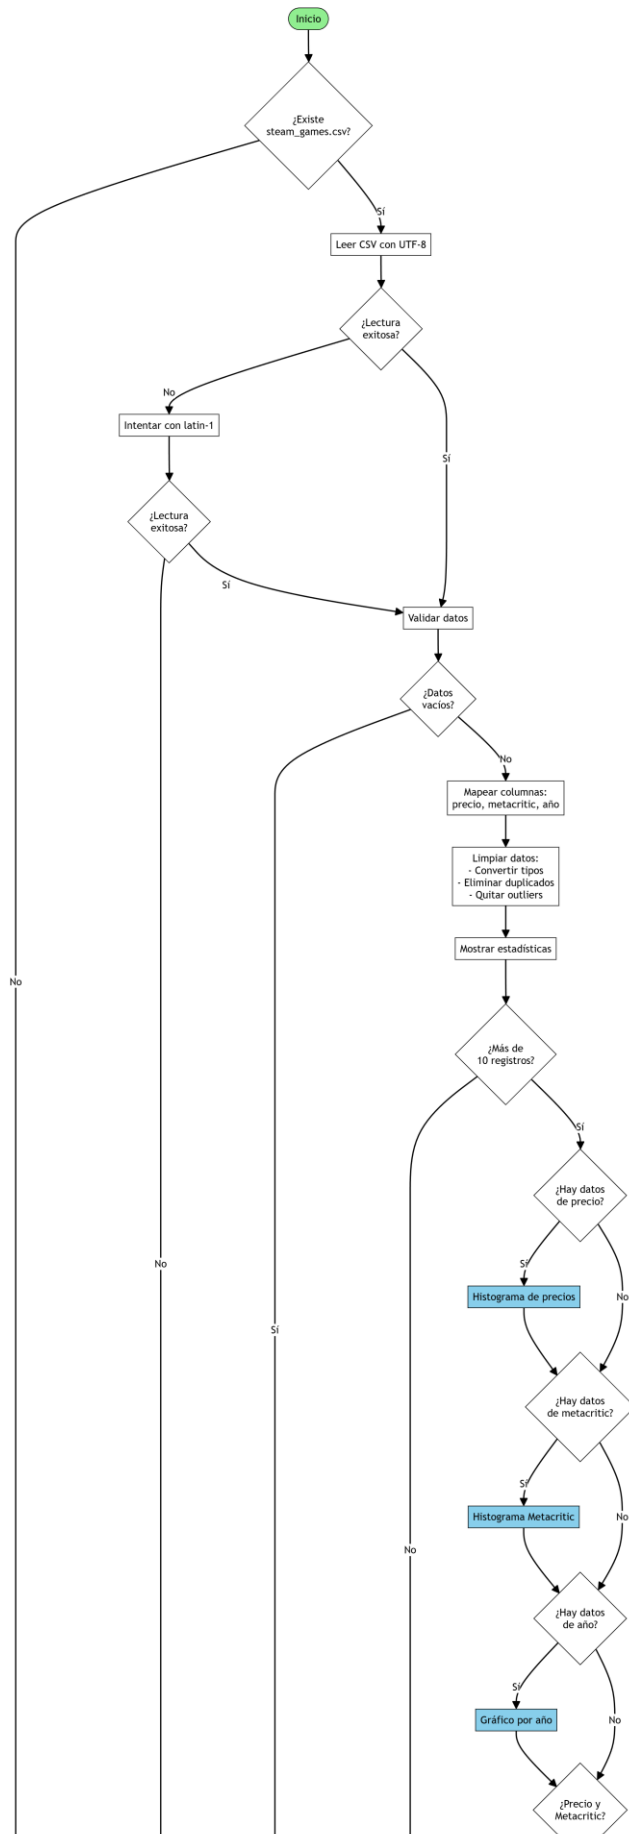 Inicio
¿Existe
steam_games.csv?
Sí
Leer CSV con UTF-8
¿Lectura
exitosa?
No
Intentar con latin-1
Sí
¿Lectura
exitosa?
Sí
Validar datos
¿Datos
vacíos?
No
Mapear columnas:
precio, metacritic, año
Limpiar datos:
- Convertir tipos
- Eliminar duplicados
- Quitar outliers
Mostrar estadísticas
No
¿Más de
10 registros?
Sí
¿Hay datos
de precio?
No
Sí
Histograma de precios
No
Sí
¿Hay datos
de metacritic?
Sí
Histograma Metacritic
No
No
¿Hay datos
de año?
Sí
Gráfico por año
No
¿Precio y
Metacritic?